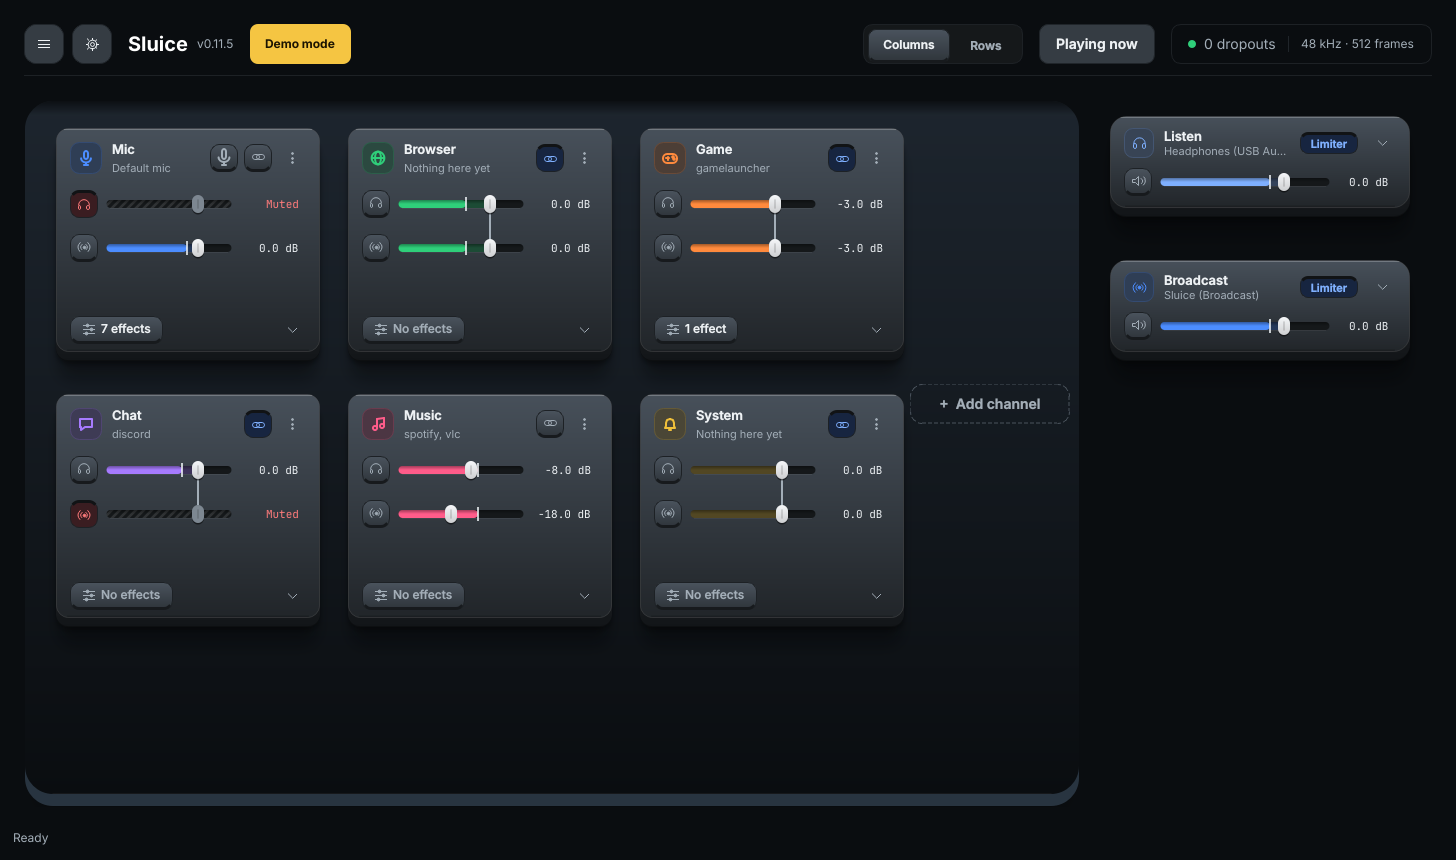 Sluice v0.11.5 Demo mode Columns Rows Playing now 0 dropouts 48 kHz · 512 frames
Mic
Default mic
Muted
0.0 dB
7 effects
Browser
Nothing here yet
0.0 dB
0.0 dB
No effects
Game
gamelauncher
-3.0 dB
-3.0 dB
1 effect
Chat
discord
0.0 dB
Muted
No effects
Music
spotify, vlc
-8.0 dB
-18.0 dB
No effects
System
Nothing here yet
0.0 dB
0.0 dB
No effects
+ Add channel
Listen
Headphones (USB Au...
Limiter
0.0 dB
Broadcast
Sluice (Broadcast)
Limiter
0.0 dB
Ready